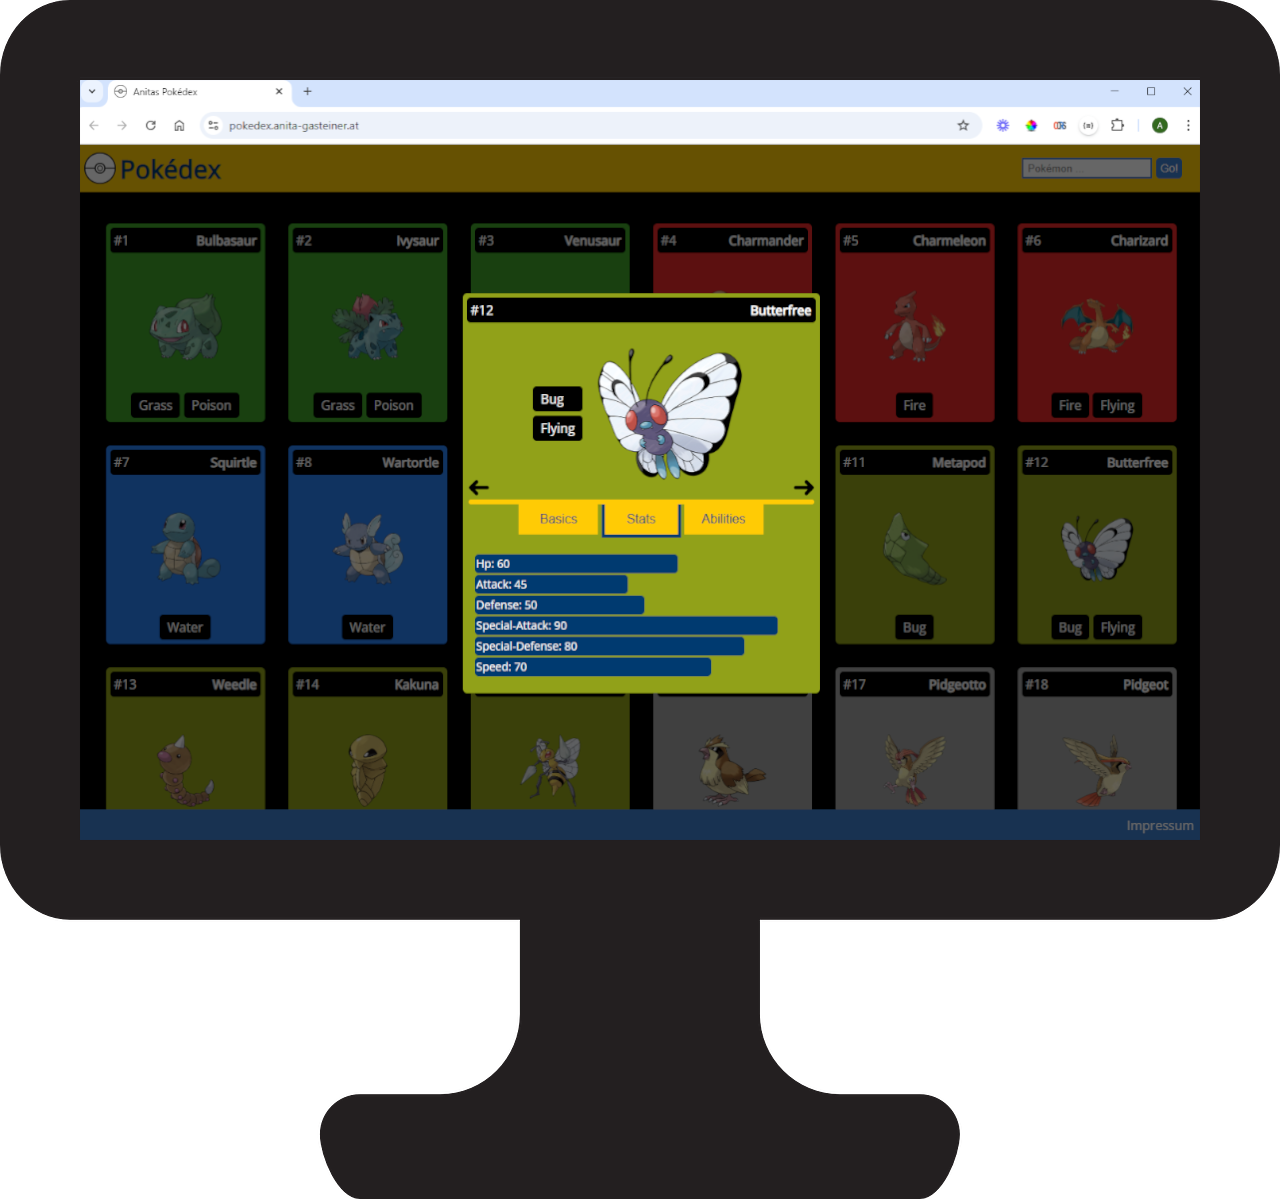 Anitas Pokédex
pokedex.anita-gasteiner.at
A
Pokédex
Pokémon ...
Go!
#1 Bulbasaur
#2 Ivysaur
#3 Venusaur
#4 Charmander
#5 Charmeleon
#6 Charizard
Grass Poison
Grass Poison
Fire
Fire Flying
#12 Butterfree
Bug
Flying
Basics Stats Abilities
Hp: 60
Attack: 45
Defense: 50
Special-Attack: 90
Special-Defense: 80
Speed: 70
#7 Squirtle
#8 Wartortle
#11 Metapod
#12 Butterfree
Water
Water
Bug
Bug Flying
#13 Weedle
#14 Kakuna
#17 Pidgeotto
#18 Pidgeot
Impressum